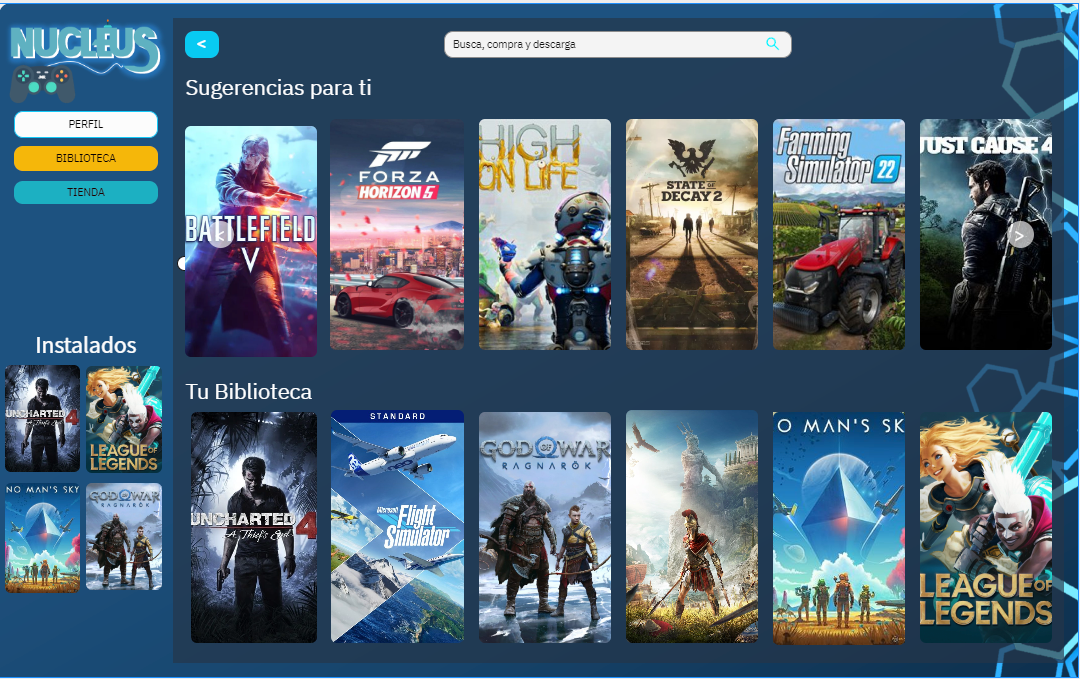 NUCLEUS
PERFIL
BIBLIOTECA
TIENDA
Instalados
UNCHARTED 4
A Thief's End
LEAGUE OF
LEGENDS
NO MAN'S SKY
GOD OF WAR
RAGNARÖK
<
Busca, compra y descarga
Sugerencias para ti
BATTLEFIELD
V
<
FORZA
HORIZON 5
HIGH
ON LIFE
STATE OF
DECAY 2
Farming
Simulator 22
JUST CAUSE 4
>
Tu Biblioteca
UNCHARTED 4
A Thief's End
STANDARD
Microsoft
Flight
Simulator
GOD OF WAR
RAGNARÖK
O MAN'S SK
LEAGUE OF
LEGENDS